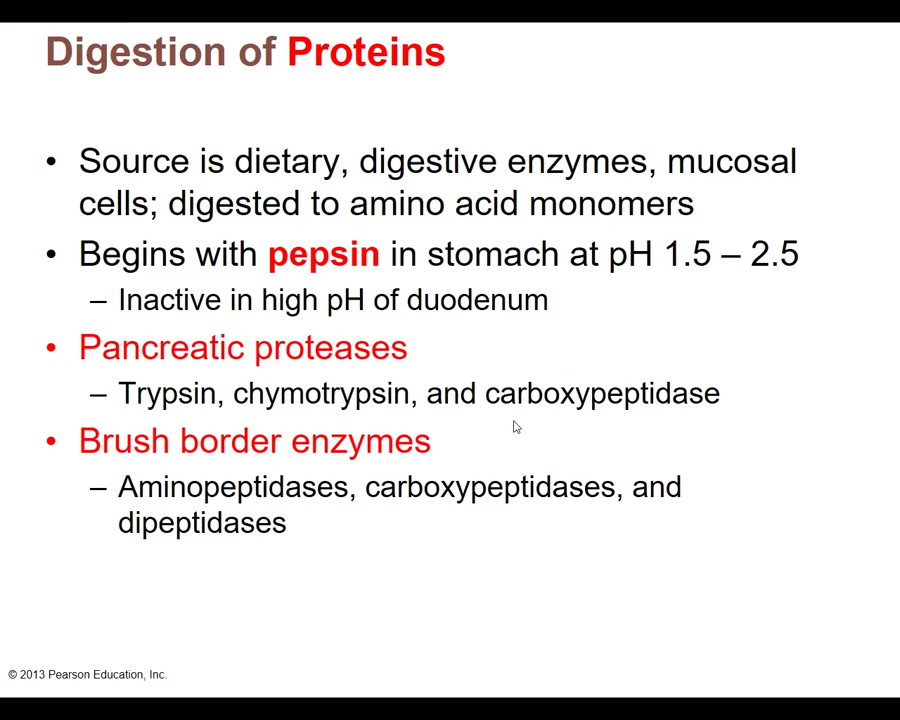 Digestion of Proteins
• Source is dietary, digestive enzymes, mucosal
cells; digested to amino acid monomers
• Begins with pepsin in stomach at pH 1.5 – 2.5
– Inactive in high pH of duodenum
• Pancreatic proteases
– Trypsin, chymotrypsin, and carboxypeptidase
• Brush border enzymes
– Aminopeptidases, carboxypeptidases, and
dipeptidases
© 2013 Pearson Education, Inc.